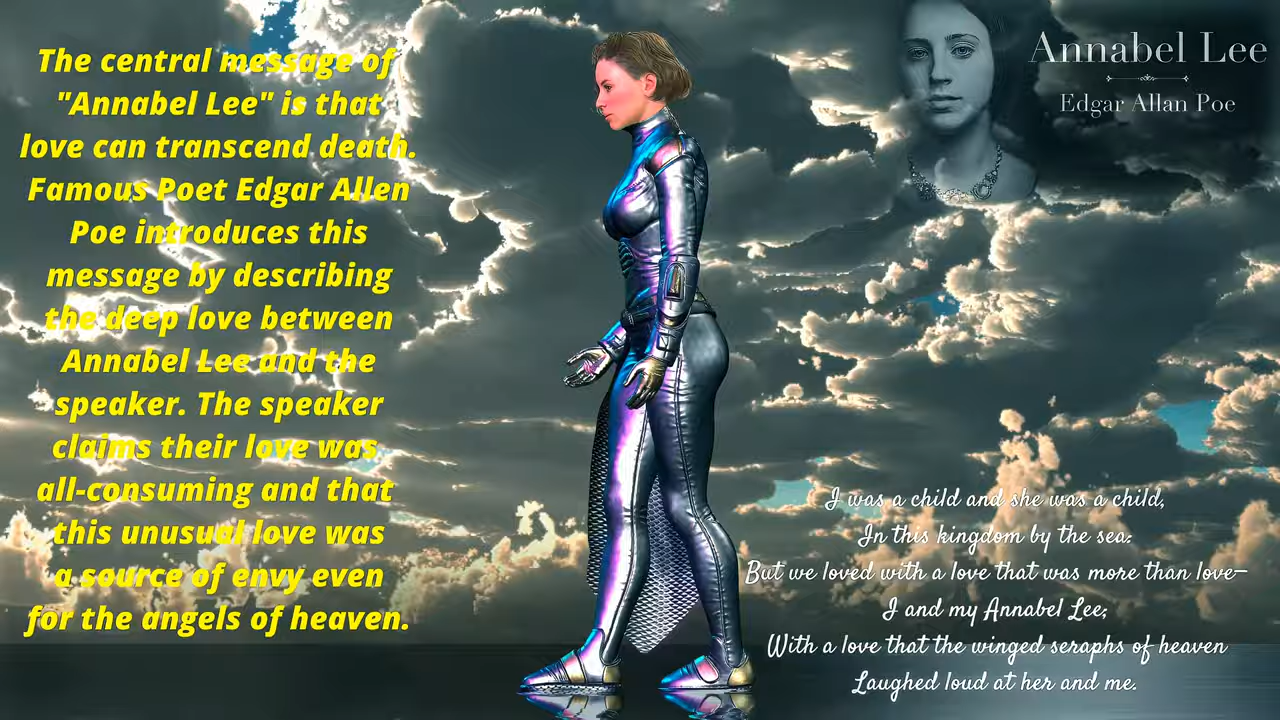 The central message of
"Annabel Lee" is that
love can transcend death.
Famous Poet Edgar Allen
Poe introduces this
message by describing
the deep love between
Annabel Lee and the
speaker. The speaker
claims their love was
all-consuming and that
this unusual love was
a source of envy even
for the angels of heaven.
Annabel Lee
Edgar Allan Poe
I was a child and she was a child,
In this kingdom by the sea:
But we loved with a love that was more than love—
I and my Annabel Lee;
With a love that the winged seraphs of heaven
Laughed loud at her and me.